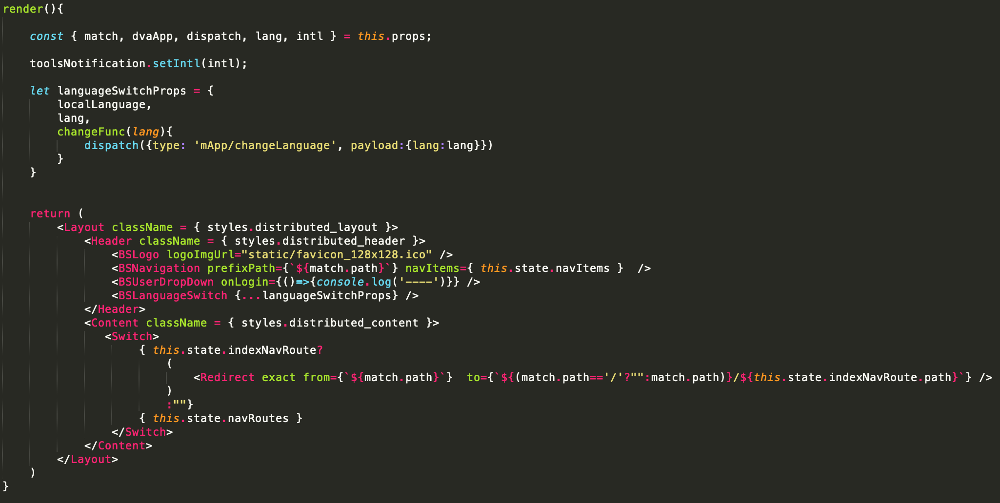 render(){
const { match, dvaApp, dispatch, lang, intl } = this.props;
toolsNotification.setIntl(intl);
let languageSwitchProps = {
localLanguage,
lang,
changeFunc(lang){
dispatch({type: 'mApp/changeLanguage', payload:{lang:lang}})
}
}
return (
<Layout className = { styles.distributed_layout }>
<Header className = { styles.distributed_header }>
<BSLogo logoImgUrl="static/favicon_128x128.ico" />
<BSNavigation prefixPath={`${match.path}`} navItems={ this.state.navItems }  />
<BSUserDropDown onLogin={()=>{console.log('----')}} />
<BSLanguageSwitch {...languageSwitchProps} />
</Header>
<Content className = { styles.distributed_content }>
<Switch>
{ this.state.indexNavRoute?
(
<Redirect exact from={`${match.path}`}  to={`${(match.path=='/'?"":match.path)}/${this.state.indexNavRoute.path}`} />
)
:""}
{ this.state.navRoutes }
</Switch>
</Content>
</Layout>
)
}